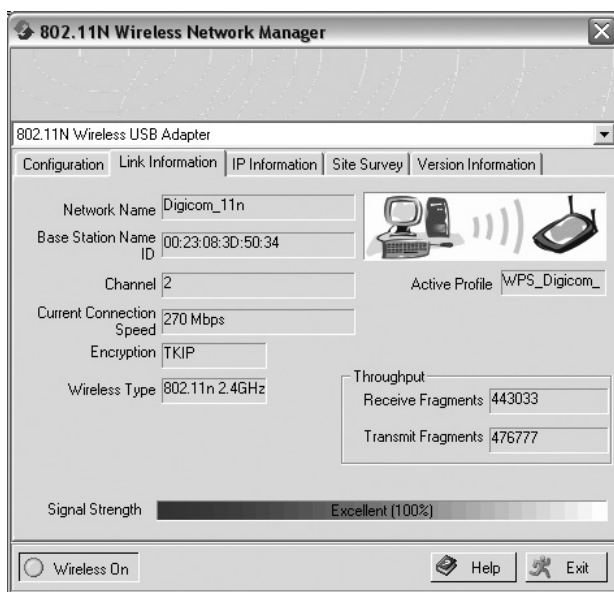 802.11N Wireless Network Manager
802.11N Wireless USB Adapter
Configuration Link Information IP Information Site Survey Version Information
Network Name Digicom_11n
Base Station Name
ID 00:23:08:3D:50:34
Channel 2
Active Profile WPS_Digicom_
Current Connection
Speed 270 Mbps
Encryption TKIP
Wireless Type 802.11n 2.4GHz
Throughput
Receive Fragments 443033
Transmit Fragments 476777
Signal Strength Excellent (100%)
Wireless On Help Exit